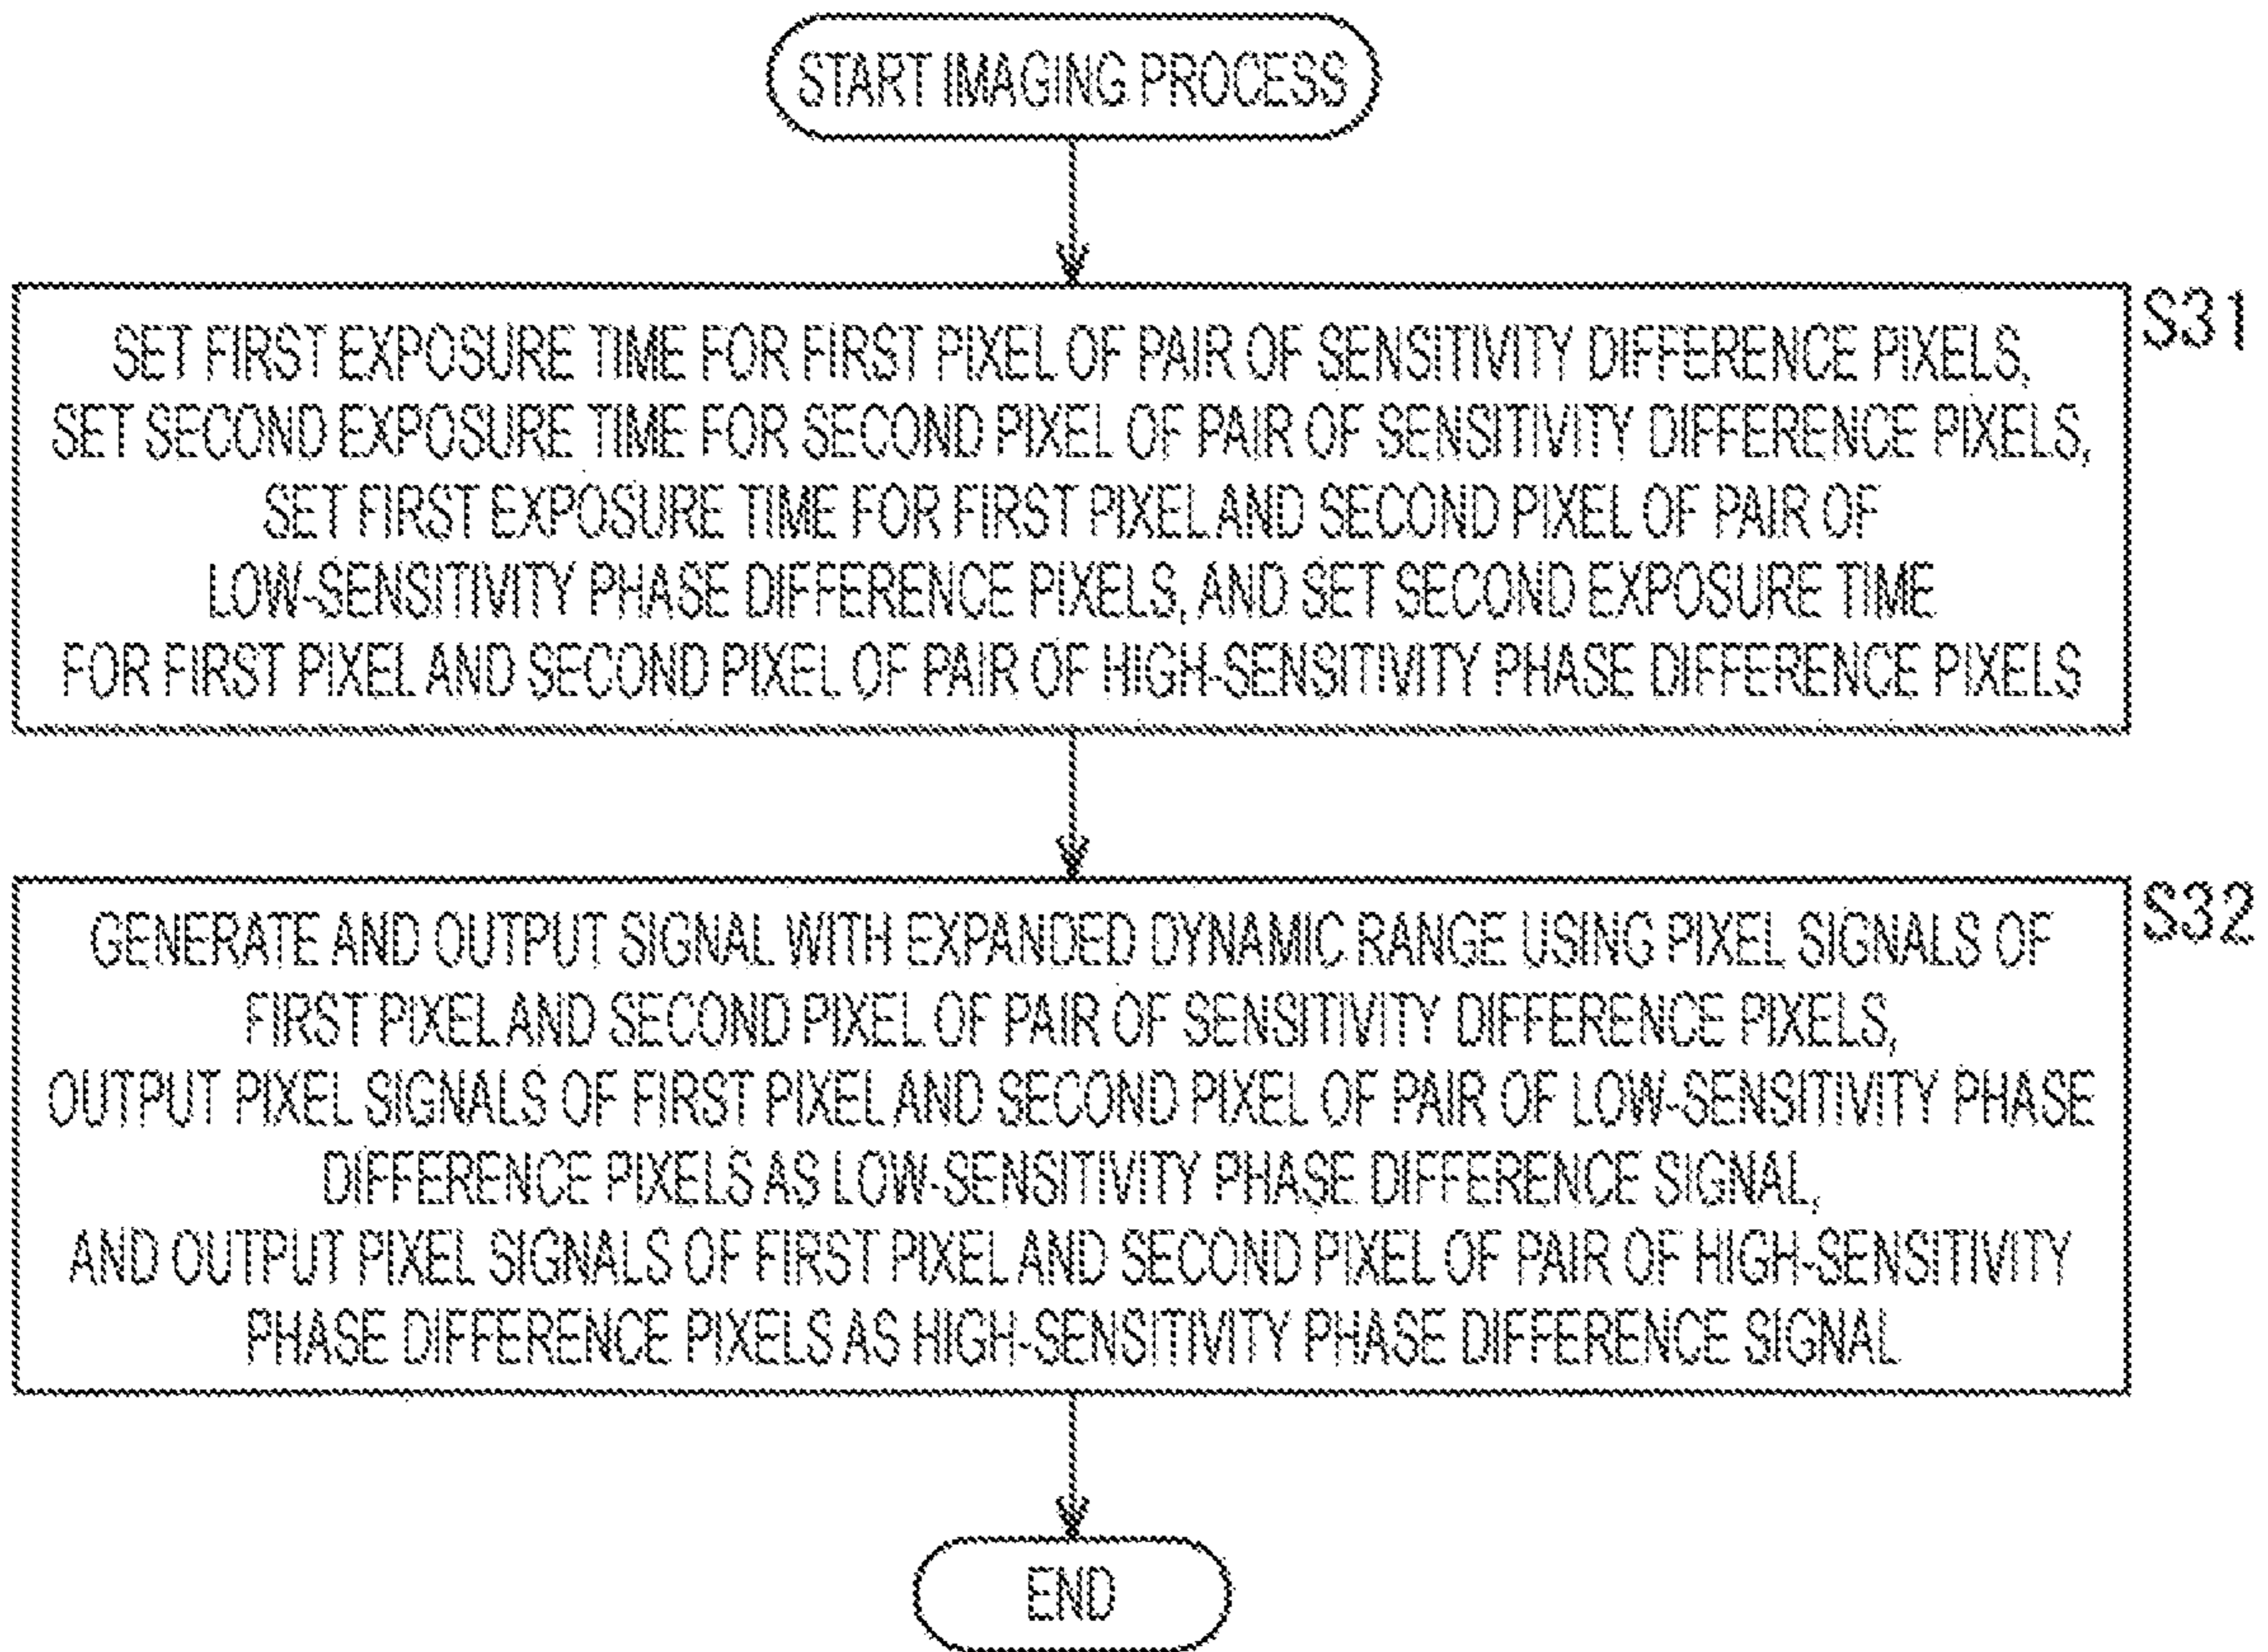 START IMAGING PROCESS
S31
SET FIRST EXPOSURE TIME FOR FIRST PIXEL OF PAIR OF SENSITIVITY DIFFERENCE PIXELS,
SET SECOND EXPOSURE TIME FOR SECOND PIXEL OF PAIR OF SENSITIVITY DIFFERENCE PIXELS,
SET FIRST EXPOSURE TIME FOR FIRST PIXEL AND SECOND PIXEL OF PAIR OF
LOW-SENSITIVITY PHASE DIFFERENCE PIXELS, AND SET SECOND EXPOSURE TIME
FOR FIRST PIXEL AND SECOND PIXEL OF PAIR OF HIGH-SENSITIVITY PHASE DIFFERENCE PIXELS
S32
GENERATE AND OUTPUT SIGNAL WITH EXPANDED DYNAMIC RANGE USING PIXEL SIGNALS OF
FIRST PIXEL AND SECOND PIXEL OF PAIR OF SENSITIVITY DIFFERENCE PIXELS,
OUTPUT PIXEL SIGNALS OF FIRST PIXEL AND SECOND PIXEL OF PAIR OF LOW-SENSITIVITY PHASE
DIFFERENCE PIXELS AS LOW-SENSITIVITY PHASE DIFFERENCE SIGNAL,
AND OUTPUT PIXEL SIGNALS OF FIRST PIXEL AND SECOND PIXEL OF PAIR OF HIGH-SENSITIVITY
PHASE DIFFERENCE PIXELS AS HIGH-SENSITIVITY PHASE DIFFERENCE SIGNAL
END